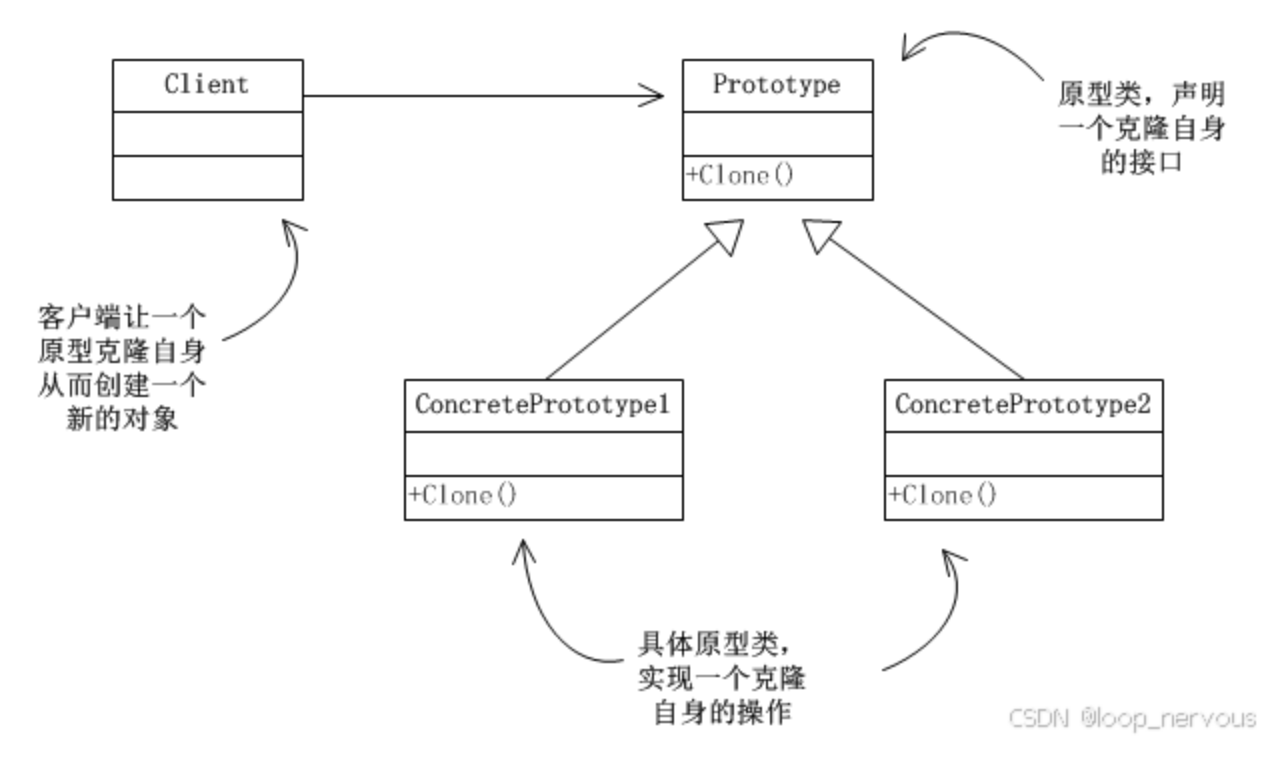 Client
Prototype
+Clone()
原型类，声明
一个克隆自身
的接口
客户端让一个
原型克隆自身
从而创建一个
新的对象
ConcretePrototype1
+Clone()
ConcretePrototype2
+Clone()
具体原型类，
实现一个克隆
自身的操作
CSDN @loop_nervous